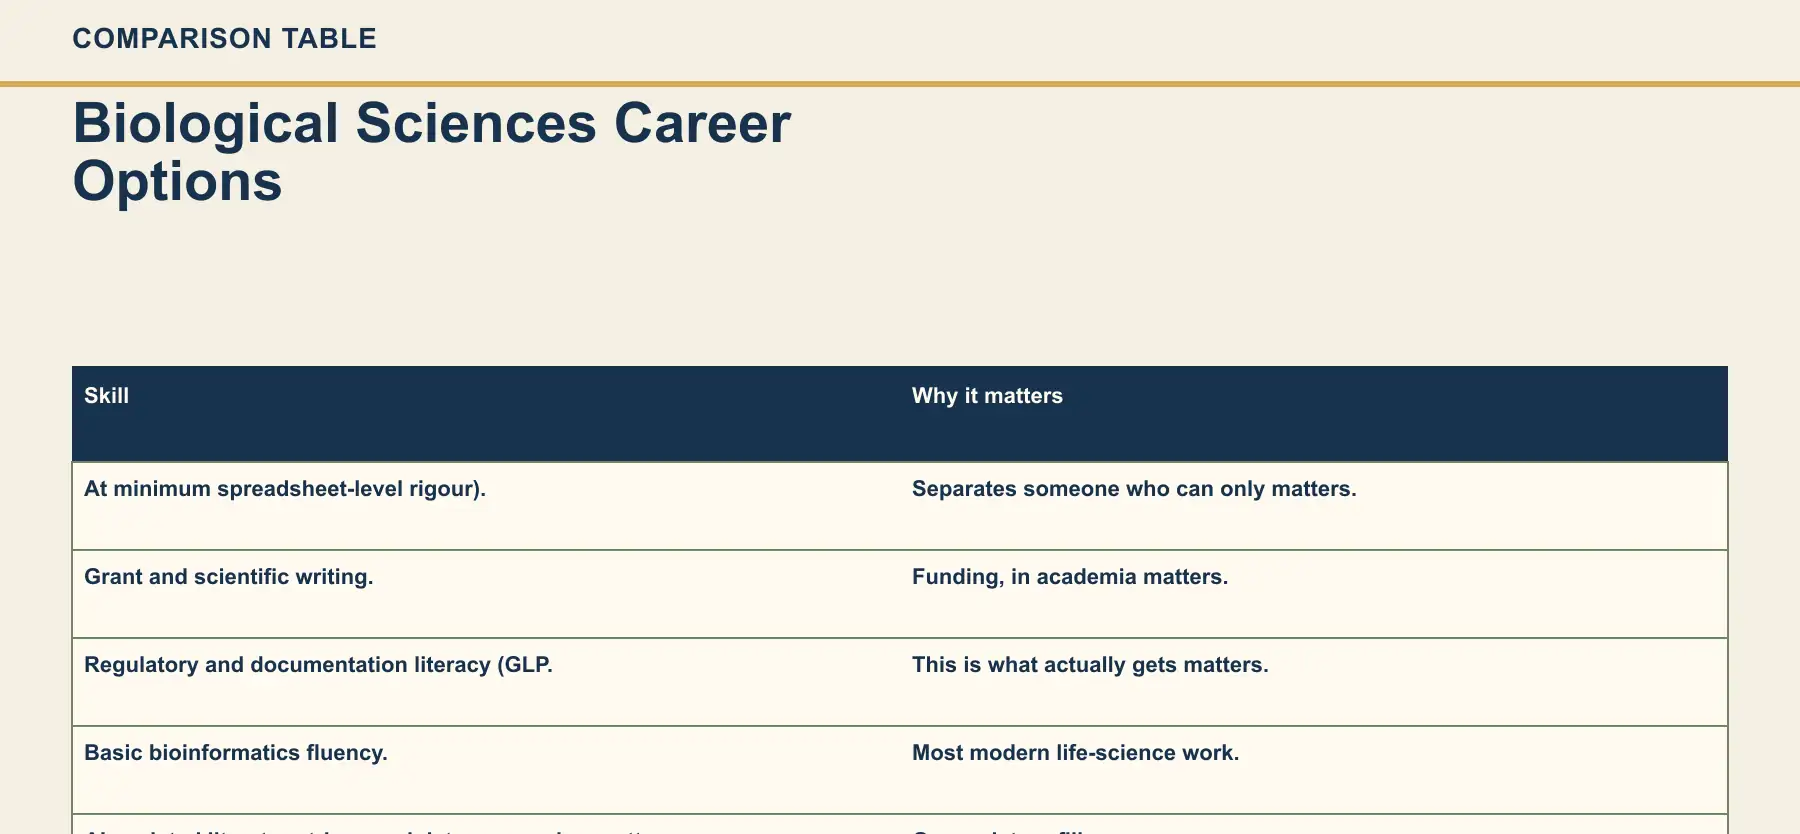 COMPARISON TABLE
Biological Sciences Career
Options
Skill
Why it matters
At minimum spreadsheet-level rigour).
Separates someone who can only matters.
Grant and scientific writing.
Funding, in academia matters.
Regulatory and documentation literacy (GLP.
This is what actually gets matters.
Basic bioinformatics fluency.
Most modern life-science work.